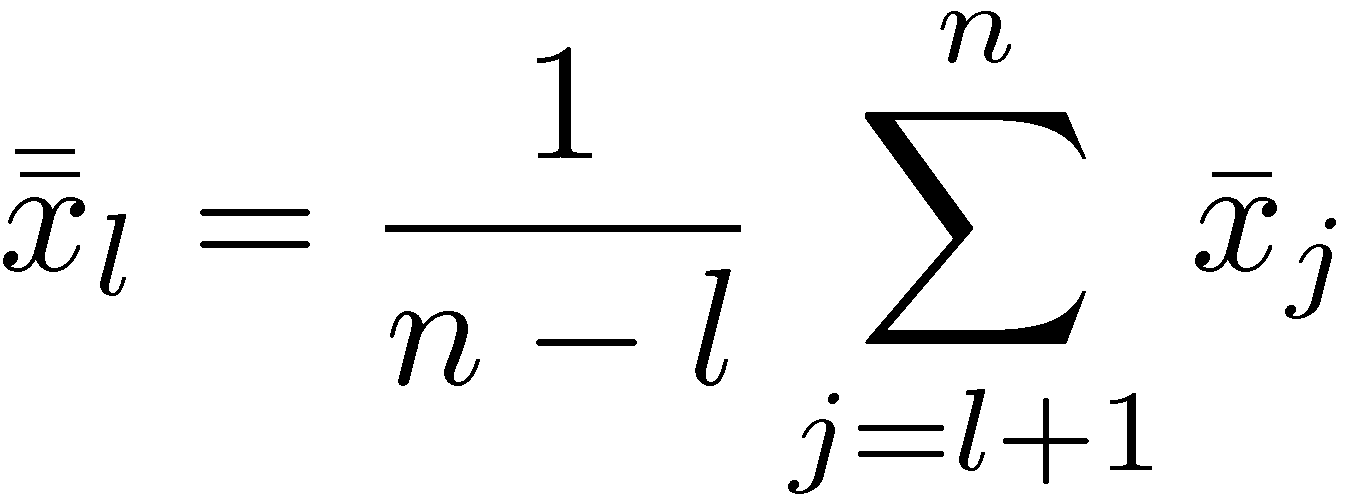 \bar{\bar{x}}_l = \frac{1}{n-l} \sum_{j=l+1}^{n} \bar{x}_j